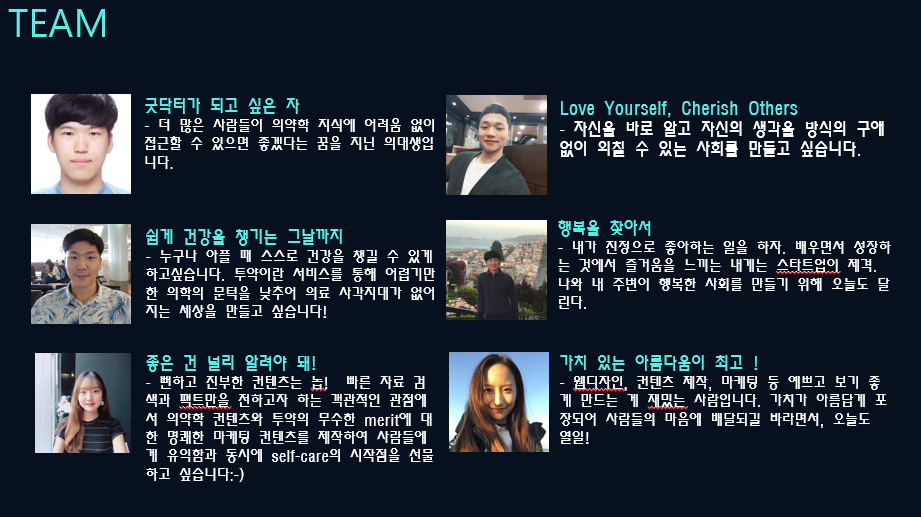 TEAM
굿닥터가 되고 싶은 자
- 더 많은 사람들이 의약학 지식에 어려움 없이
접근할 수 있으면 좋겠다는 꿈을 지닌 의대생입
니다.
Love Yourself, Cherish Others
- 자신을 바로 알고 자신의 생각을 방식의 구애
없이 외칠 수 있는 사회를 만들고 싶습니다.
쉽게 건강을 챙기는 그날까지
- 누구나 아플 때 스스로 건강을 챙길 수 있게
하고싶습니다. 투약이란 서비스를 통해 어렵기만
한 의학의 문턱을 낮추어 의료 사각지대가 없어
지는 세상을 만들고 싶습니다!
행복을 찾아서
- 내가 진정으로 좋아하는 일을 하자. 배우면서 성장하
는 것에서 즐거움을 느끼는 내게는 스타트업이 제격.
나와 내 주변이 행복한 사회를 만들기 위해 오늘도 달
린다.
좋은 건 널리 알려야 돼!
- 뻔하고 진부한 컨텐츠는 놉! 빠른 자료 검
색과 팩트만을 전하고자 하는 객관적인 관점에
서 의약학 컨텐츠와 투약의 무수한 merit에 대
한 명쾌한 마케팅 컨텐츠를 제작하여 사람들에
게 유익함과 동시에 self-care의 시작점을 선물
하고 싶습니다:-)
가치 있는 아름다움이 최고 !
- 웹디자인, 컨텐츠 제작, 마케팅 등 예쁘고 보기 좋
게 만드는 게 재밌는 사람입니다. 가치가 아름답게 포
장되어 사람들의 마음에 배달되길 바라면서, 오늘도
열일!